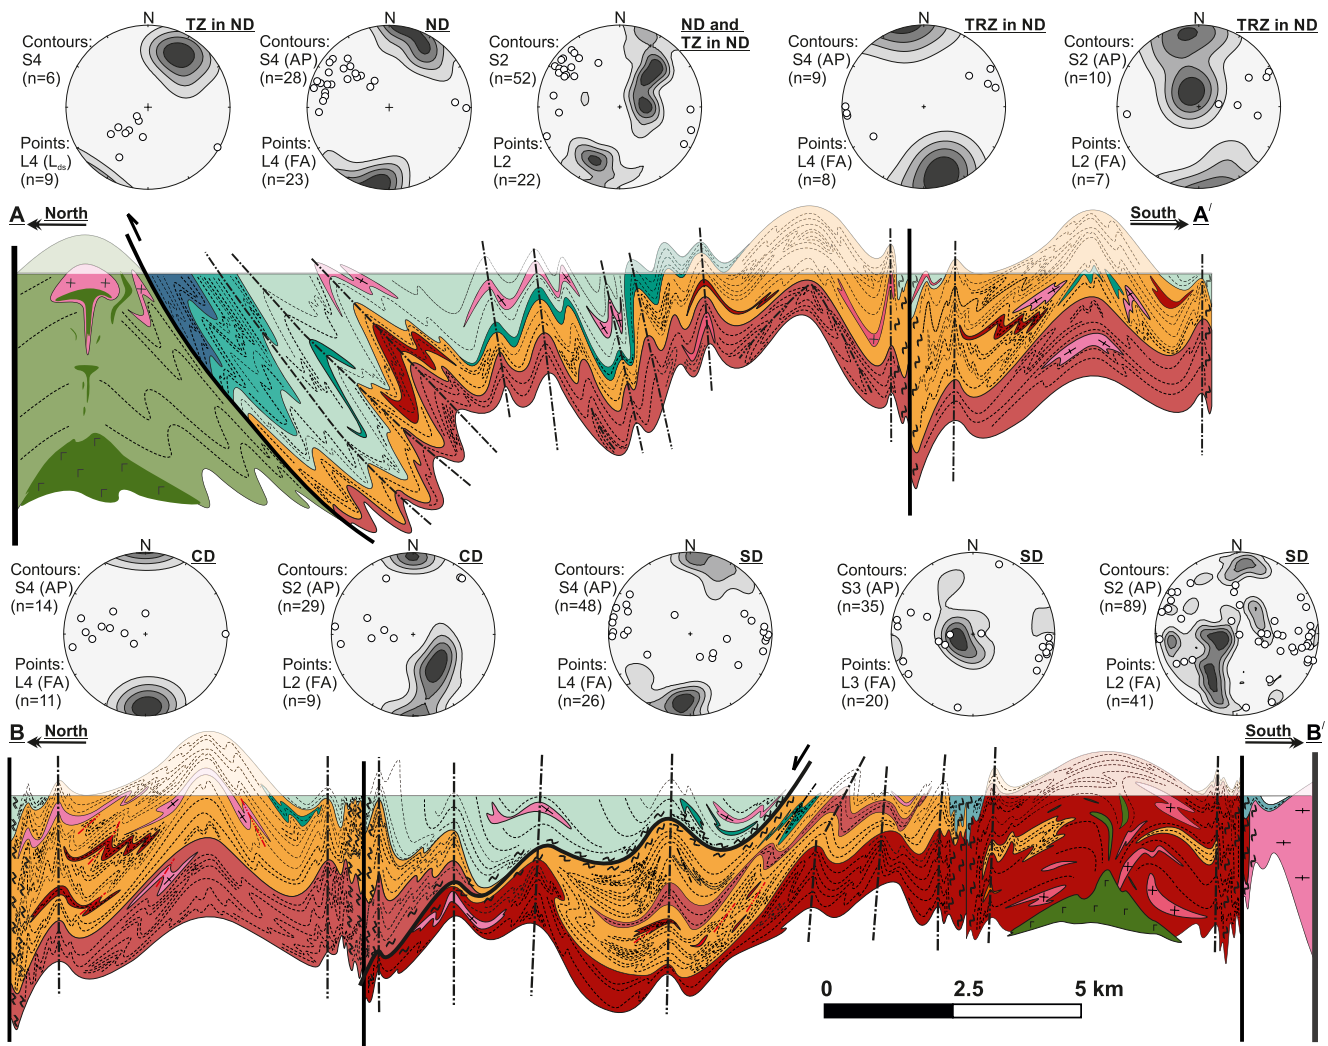 N
TZ in ND
Contours:
S4
(n=6)
Points:
L4 (Lds)
(n=9)
N
ND
Contours:
S4 (AP)
(n=28)
Points:
L4 (FA)
(n=23)
N
ND and
TZ in ND
Contours:
S2
(n=52)
Points:
L2
(n=22)
N
TRZ in ND
Contours:
S4 (AP)
(n=9)
Points:
L4 (FA)
(n=8)
N
TRZ in ND
Contours:
S2 (AP)
(n=10)
Points:
L2 (FA)
(n=7)
A
North
South
A/
N
CD
Contours:
S4 (AP)
(n=14)
Points:
L4 (FA)
(n=11)
N
CD
Contours:
S2 (AP)
(n=29)
Points:
L2 (FA)
(n=9)
N
SD
Contours:
S4 (AP)
(n=48)
Points:
L4 (FA)
(n=26)
N
SD
Contours:
S3 (AP)
(n=35)
Points:
L3 (FA)
(n=20)
N
SD
Contours:
S2 (AP)
(n=89)
Points:
L2 (FA)
(n=41)
B
North
South
B/
0
2.5
5 km